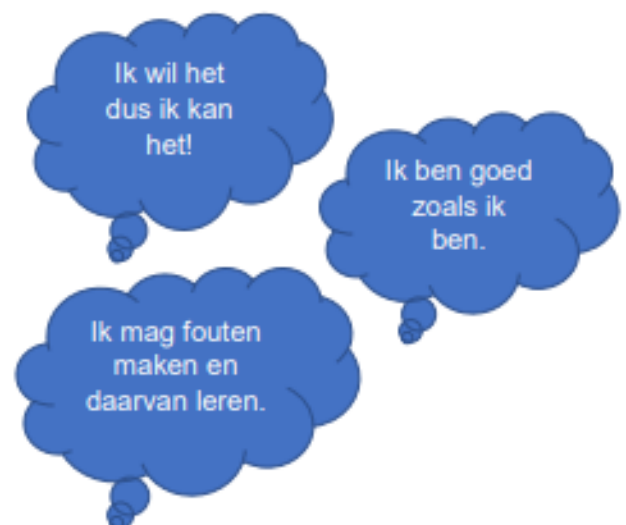 Ik wil het
dus ik kan
het!
Ik ben goed
zoals ik
ben.
Ik mag fouten
maken en
daarvan leren.